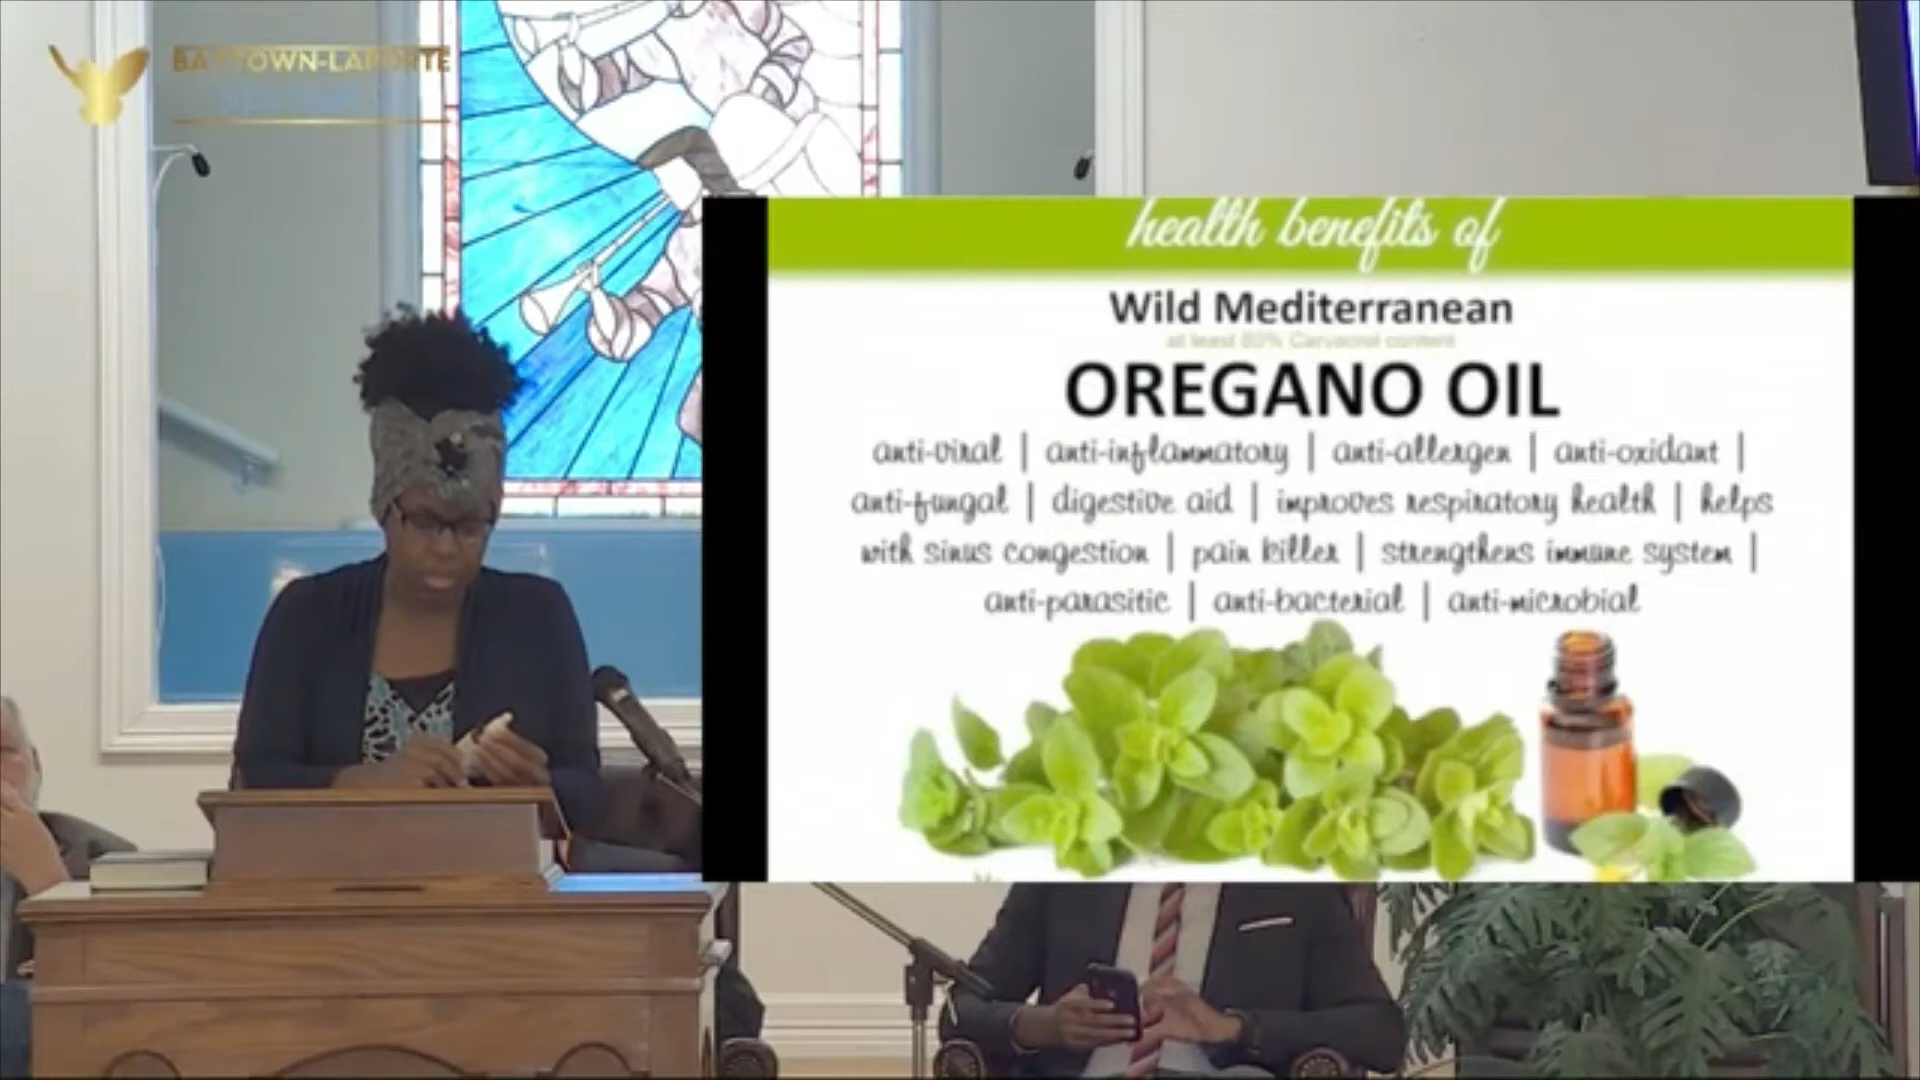 BAYTOWN-LAPORTE
health benefits of
Wild Mediterranean
at least 80% Carvacrol content
OREGANO OIL
anti-viral | anti-inflammatory | anti-allergen | anti-oxidant |
anti-fungal | digestive aid | improves respiratory health | helps
with sinus congestion | pain killer | strengthens immune system |
anti-parasitic | anti-bacterial | anti-microbial